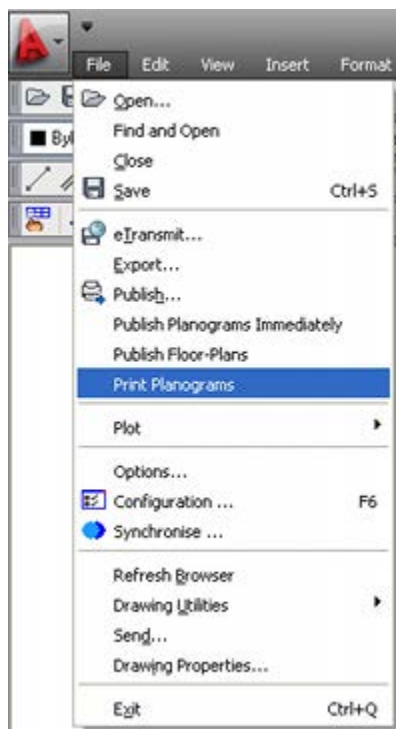 File Edit View Insert Format
Open...
Find and Open
Close
Save Ctrl+S
eTransmit...
Export...
Publish...
Publish Planograms Immediately
Publish Floor-Plans
Print Planograms
Plot
Options...
Configuration ... F6
Synchronise ...
Refresh Browser
Drawing Utilities
Send...
Drawing Properties...
Exit Ctrl+Q